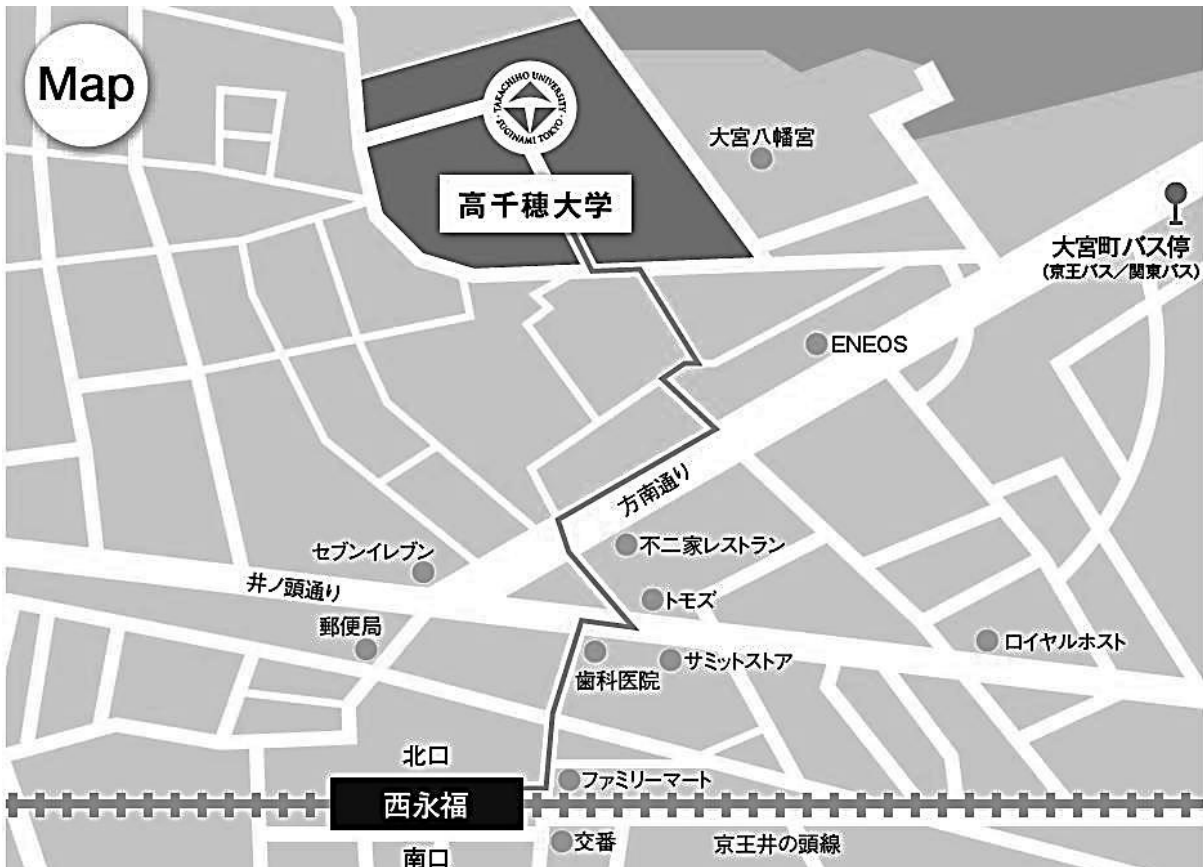 Map
TAKACHIHO UNIVERSITY
SUGINAMI TOKYO
高千穂大学
大宮八幡宮
大宮町バス停
(京王バス/関東バス)
ENEOS
方南通り
セブンイレブン
不二家レストラン
井ノ頭通り
トモズ
郵便局
ロイヤルホスト
サミットストア
歯科医院
北口
ファミリーマート
西永福
交番
京王井の頭線
南口